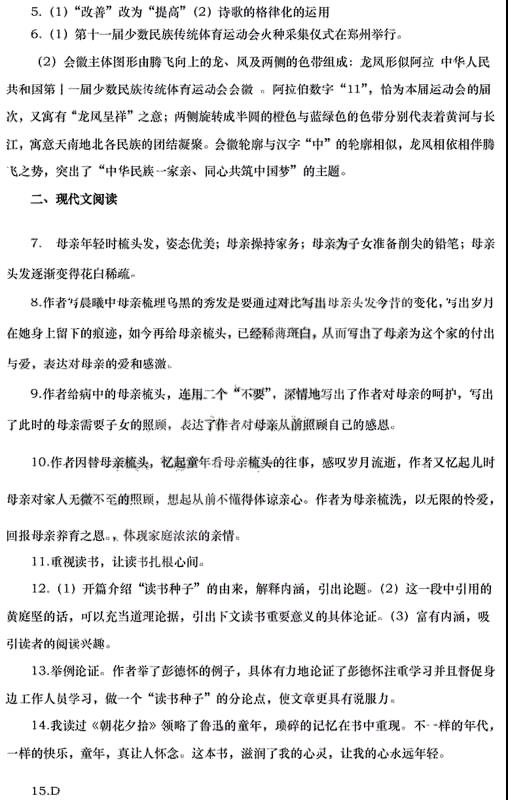 5.（1）“改善”改为“提高”（2）诗歌的格律化的运用
6.（1）第十一届少数民族传统体育运动会火种采集仪式在郑州举行。
（2）会徽主体图形由腾飞向上的龙、凤及两侧的色带组成：龙凤形似阿拉 中华人民
共和国第丨一届少数民族传统体育运动会会徽 。阿拉伯数字“11”，恰为本届运动会的届
次，又寓有“龙凤呈祥”之意；两侧旋转成半圆的橙色与蓝绿色的色带分别代表着黄河与长
江，寓意天南地北各民族的团结凝聚。会徽轮廓与汉字“中”的轮廓相似，龙凤相依相伴腾
飞之势，突出了“中华民族一家亲、同心共筑中国梦”的主题。
二、现代文阅读
7. 母亲年轻时梳头发，姿态优美；母亲操持家务；母亲为子女准备削尖的铅笔；母亲
头发逐渐变得花白稀疏。
8.作者写晨曦中母亲梳理乌黑的秀发是要通过对比写出母亲头发今昔的变化，写出岁月
在她身上留下的痕迹，如今再给母亲梳头，已经稀薄斑白，从而写出了母亲为这个家的付出
与爱，表达对母亲的爱和感激。
9.作者给病中的母亲梳头，连用二个“不要”，深情地写出了作者对母亲的呵护，写出
了此时的母亲需要子女的照顾，表达了作者对母亲从前照顾自己的感恩。
10.作者因替母亲梳头，忆起童年看母亲梳头的往事，感叹岁月流逝，作者又忆起儿时
母亲对家人无微不至的照顾，想起从前不懂得体谅亲心。作者为母亲梳洗，以无限的怜爱，
回报母亲养育之恩。，体现家庭浓浓的亲情。
11.重视读书，让读书扎根心间。
12.（1）开篇介绍“读书种子”的由来，解释内涵，引出论题。（2）这一段中引用的
黄庭坚的话，可以充当道理论据，引出下文读书重要意义的具体论证。（3）富有内涵，吸
引读者的阅读兴趣。
13.举例论证。作者举了彭德怀的例子，具体有力地论证了彭德怀注重学习并且督促身
边工作人员学习，做一个“读书种子”的分论点，使文章更具有说服力。
14.我读过《朝花夕拾》领略了鲁迅的童年，琐碎的记忆在书中重现。不一样的年代，
一样的快乐，童年，真让人怀念。这本书，滋润了我的心灵，让我的心永远年轻。
15.D